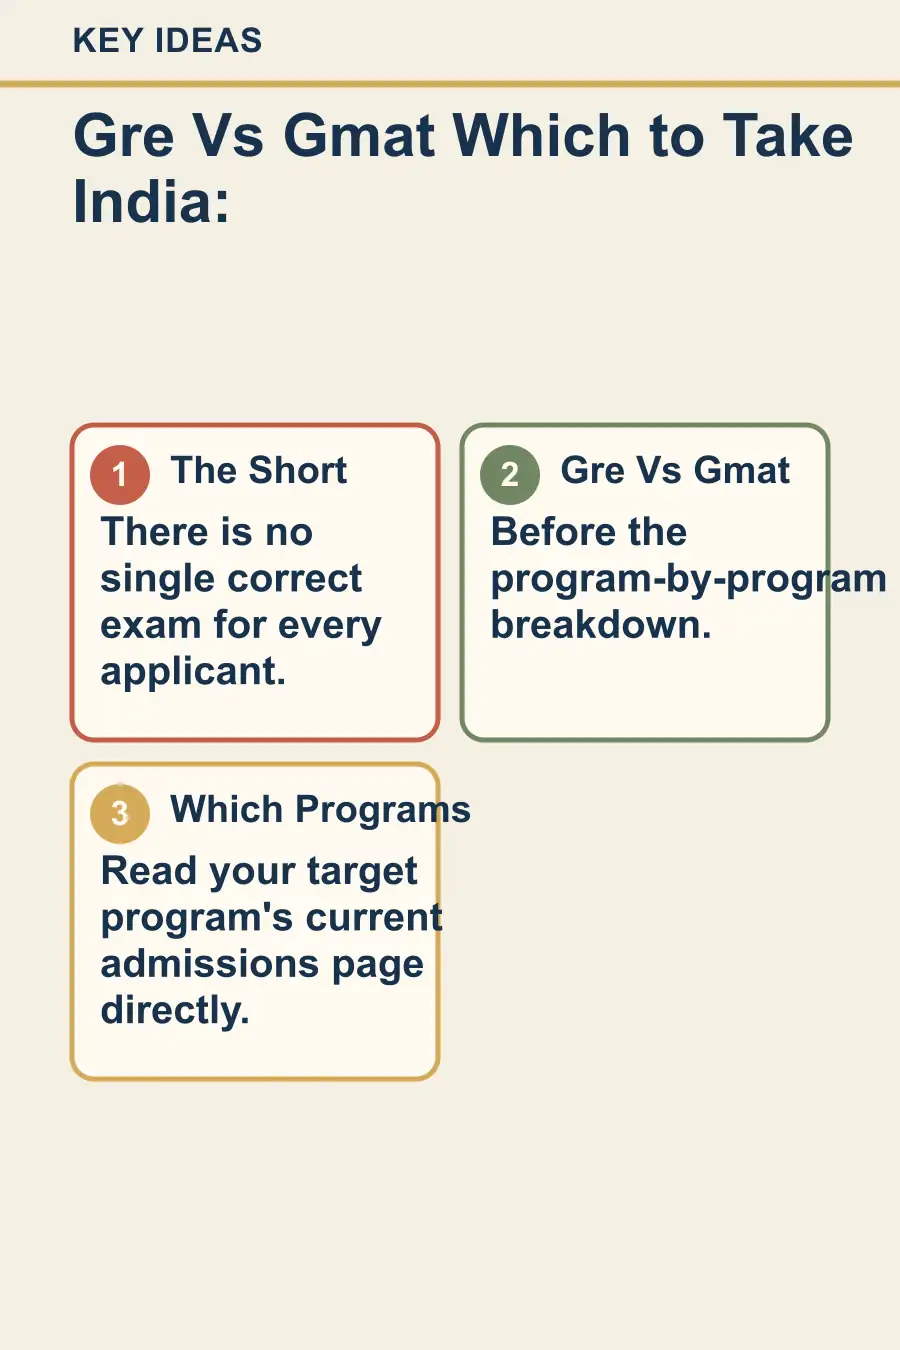 KEY IDEAS
Gre Vs Gmat Which to Take
India:
1 The Short
There is no
single correct
exam for every
applicant.
2 Gre Vs Gmat
Before the
program-by-program
breakdown.
3 Which Programs
Read your target
program's current
admissions page
directly.